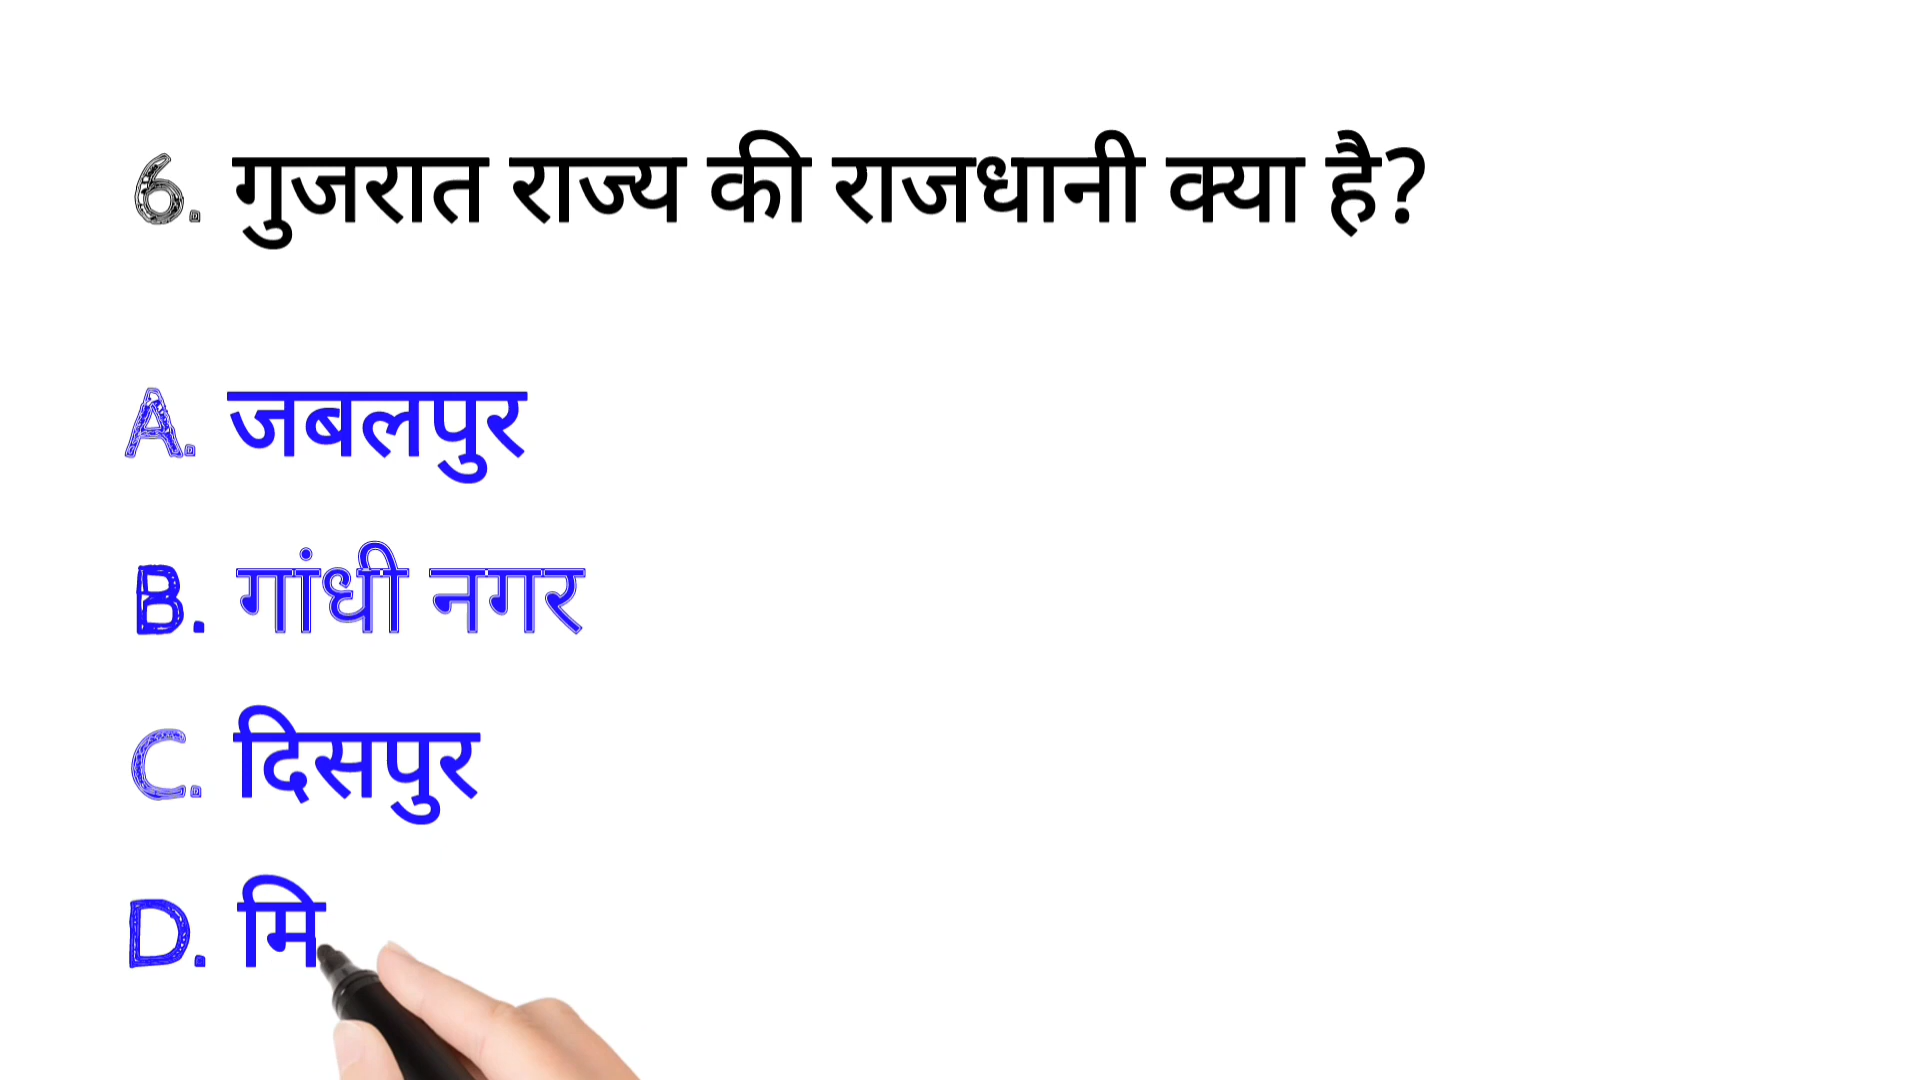 6. गुजरात राज्य की राजधानी क्या है?
A. जबलपुर
B. गांधी नगर
C. दिसपुर
D. मि